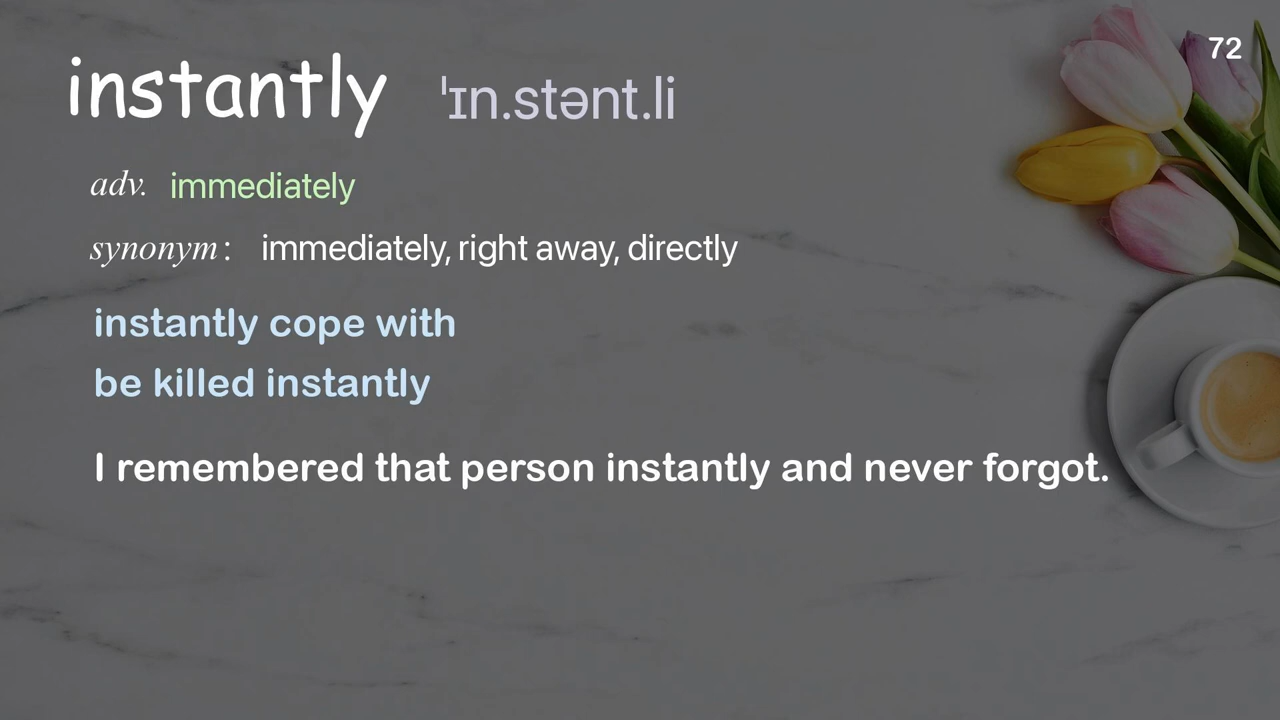 72
instantly ˈɪn.stənt.li
adv. immediately
synonym: immediately, right away, directly
instantly cope with
be killed instantly
I remembered that person instantly and never forgot.